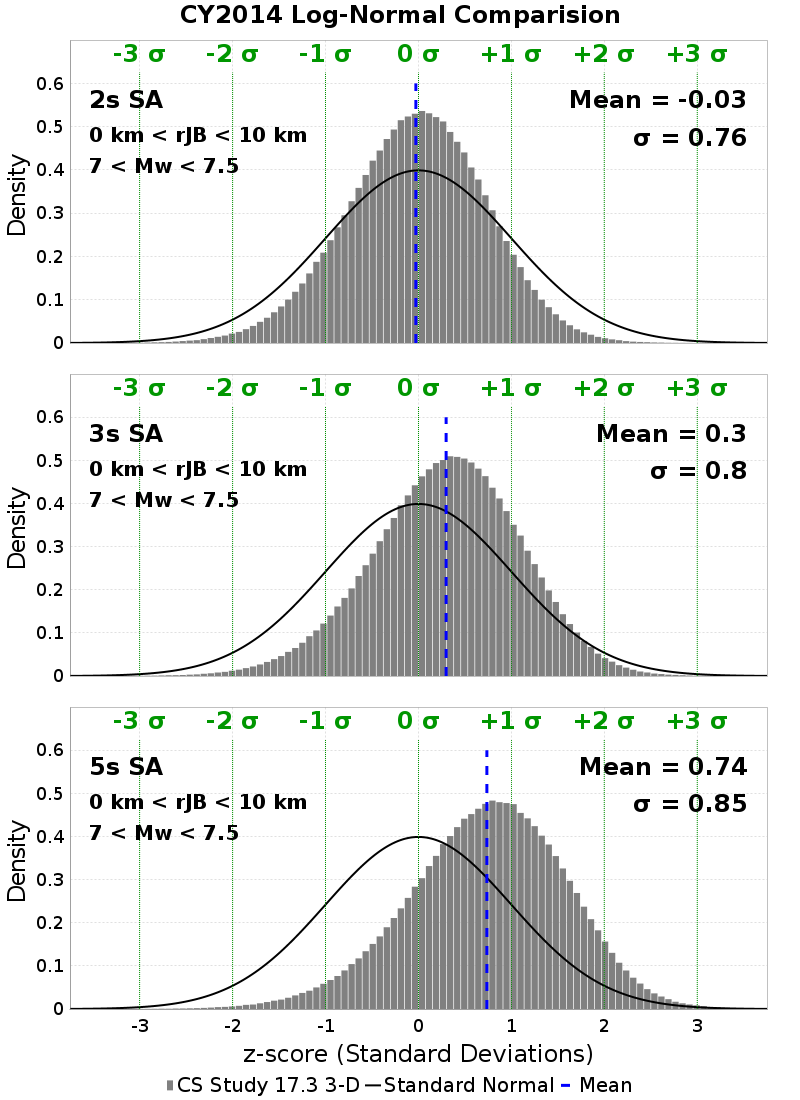 CY2014 Log-Normal Comparision
-3 σ -2 σ -1 σ 0 σ +1 σ +2 σ +3 σ
0.6
2s SA
Mean = -0.03
0.5
0 km < rJB < 10 km
σ = 0.76
7 < Mw < 7.5
0.4
Density
0.3
0.2
0.1
0
-3 σ -2 σ -1 σ 0 σ +1 σ +2 σ +3 σ
0.6
3s SA
Mean = 0.3
0.5
0 km < rJB < 10 km
σ = 0.8
7 < Mw < 7.5
0.4
Density
0.3
0.2
0.1
0
-3 σ -2 σ -1 σ 0 σ +1 σ +2 σ +3 σ
0.6
5s SA
Mean = 0.74
0.5
0 km < rJB < 10 km
σ = 0.85
7 < Mw < 7.5
0.4
Density
0.3
0.2
0.1
0
-3 -2 -1 0 1 2 3
z-score (Standard Deviations)
CS Study 17.3 3-D Standard Normal Mean